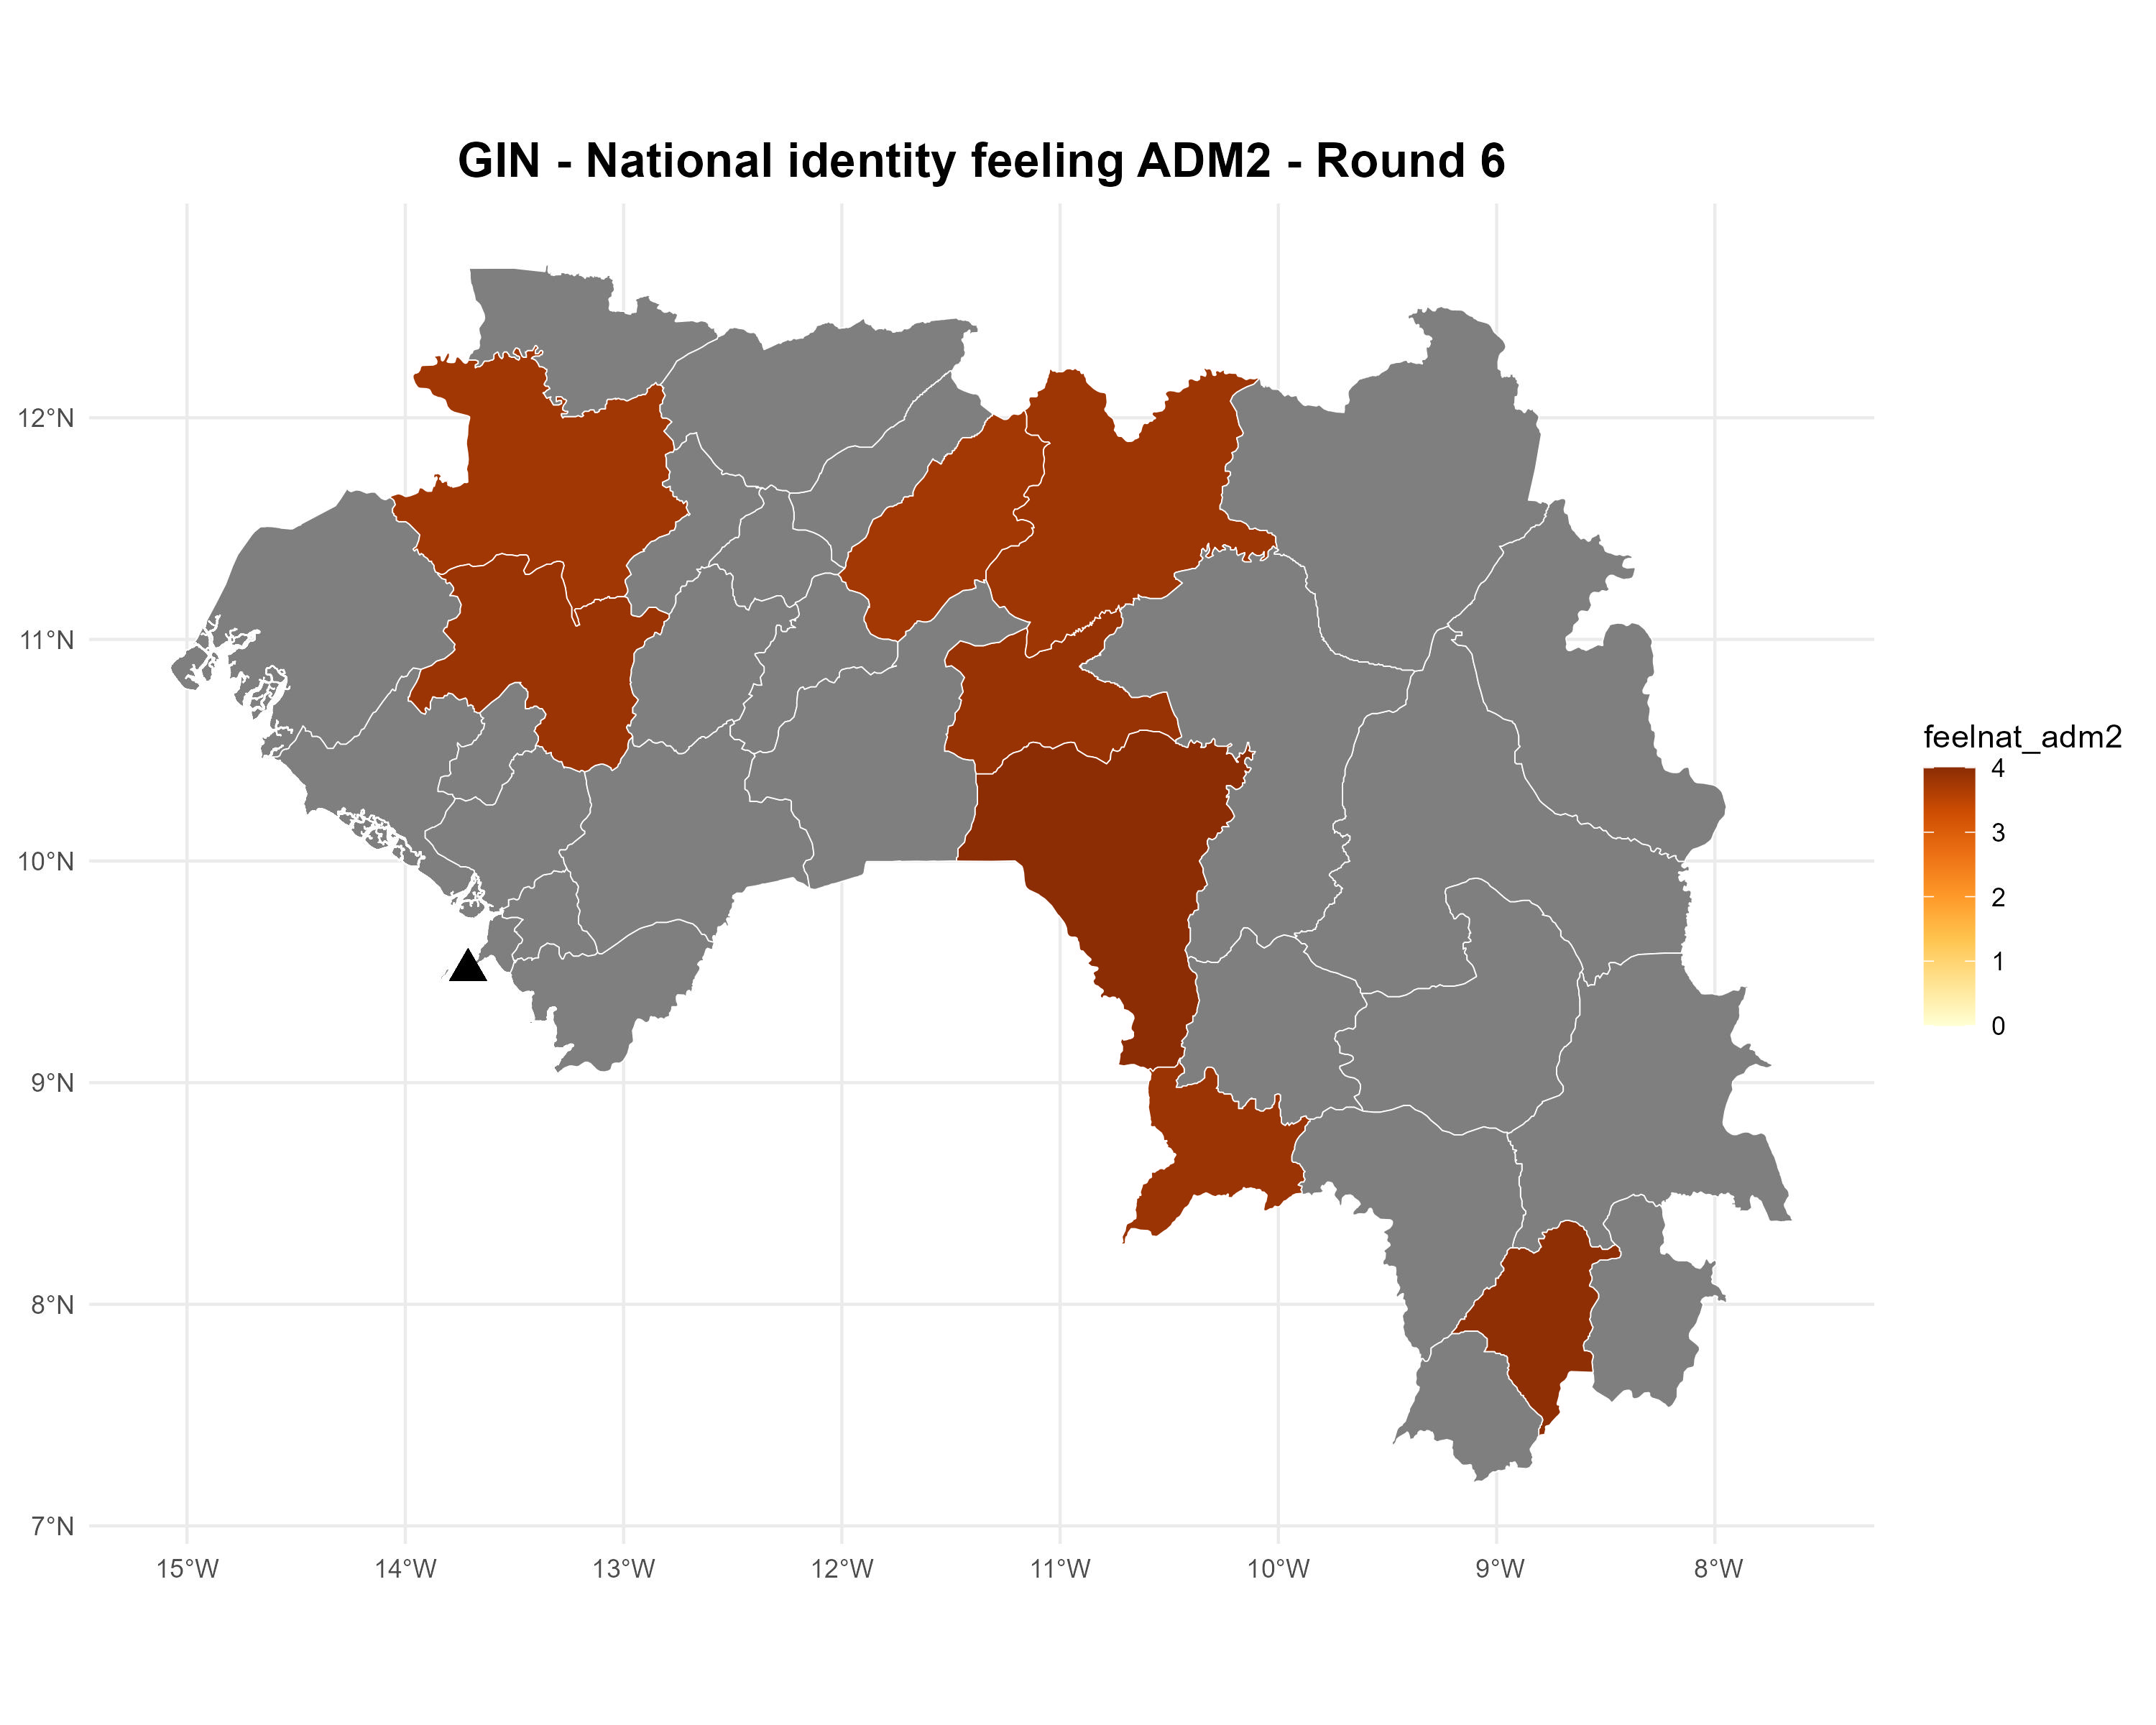 GIN - National identity feeling ADM2 - Round 6
12°N
11°N
10°N
9°N
8°N
7°N
15°W 14°W 13°W 12°W 11°W 10°W 9°W 8°W
feelnat_adm2
4
3
2
1
0